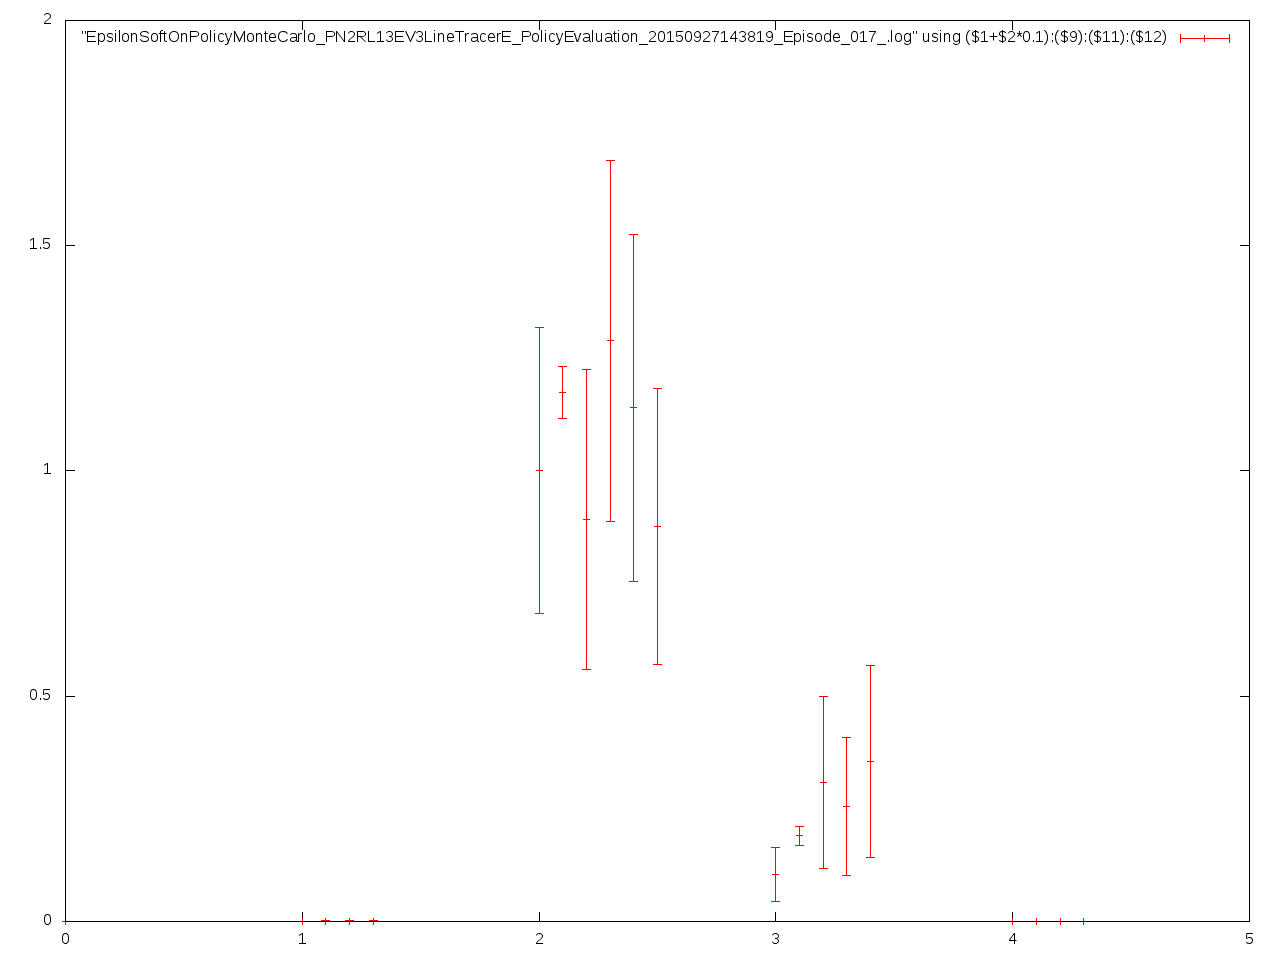 2
"EpsilonSoftOnPolicyMonteCarlo_PN2RL13EV3LineTracerE_PolicyEvaluation_20150927143819_Episode_017_.log" using ($1+$2*0.1):($9):($11):($12)
1.5
1
0.5
0
0 1 2 3 4 5